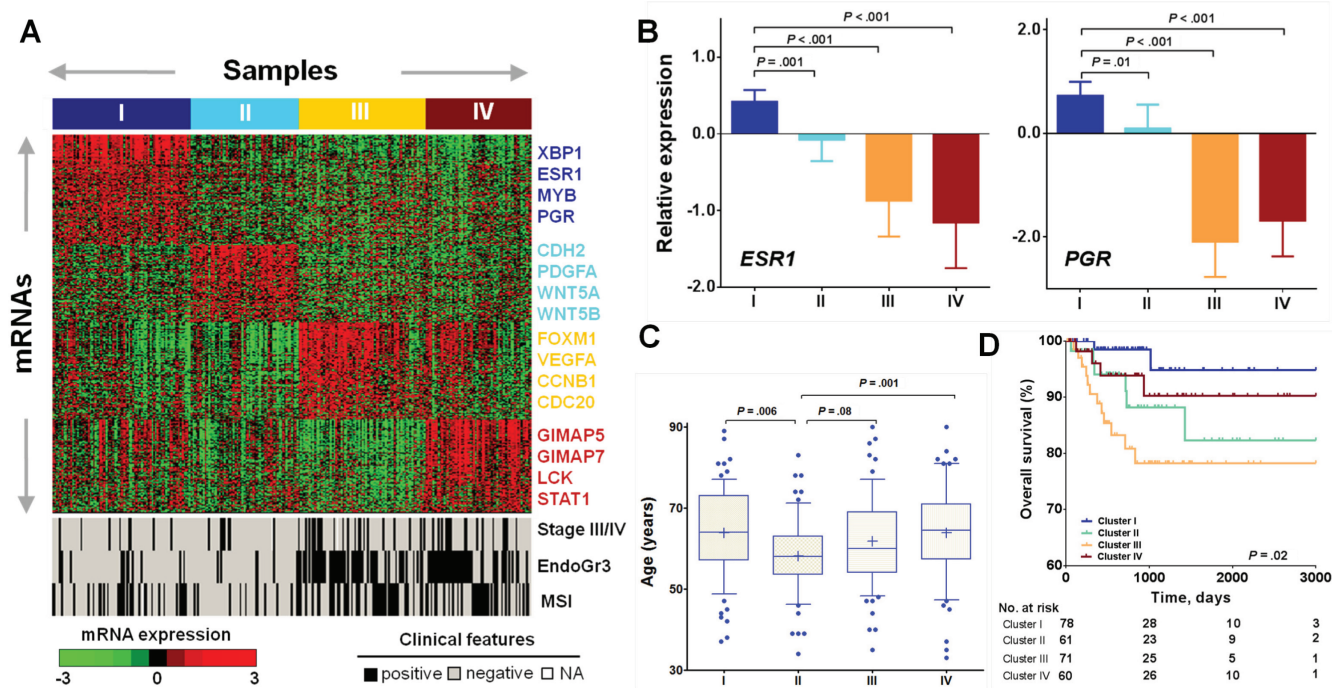 A
Samples
I II III IV
mRNAs
XBP1
ESR1
MYB
PGR
CDH2
PDGFA
WNT5A
WNT5B
FOXM1
VEGFA
CCNB1
CDC20
GIMAP5
GIMAP7
LCK
STAT1
Stage III/IV
EndoGr3
MSI
mRNA expression
-3 0 3
Clinical features
positive negative NA
B
Relative expression
1.0
0.0
-1.0
-2.0
P < .001
P < .001
P = .001
ESR1
I II III IV
2.0
0.0
-2.0
P < .001
P < .001
P = .01
PGR
I II III IV
C
Age (years)
90
70
50
30
P = .001
P = .006 P = .08
I II III IV
D
Overall survival (%)
100
90
80
70
60
Cluster I
Cluster II
Cluster III
Cluster IV
P = .02
0 1000 2000 3000
Time, days
No. at risk
Cluster I 78 28 10 3
Cluster II 61 23 9 2
Cluster III 71 25 5 1
Cluster IV 60 26 10 1